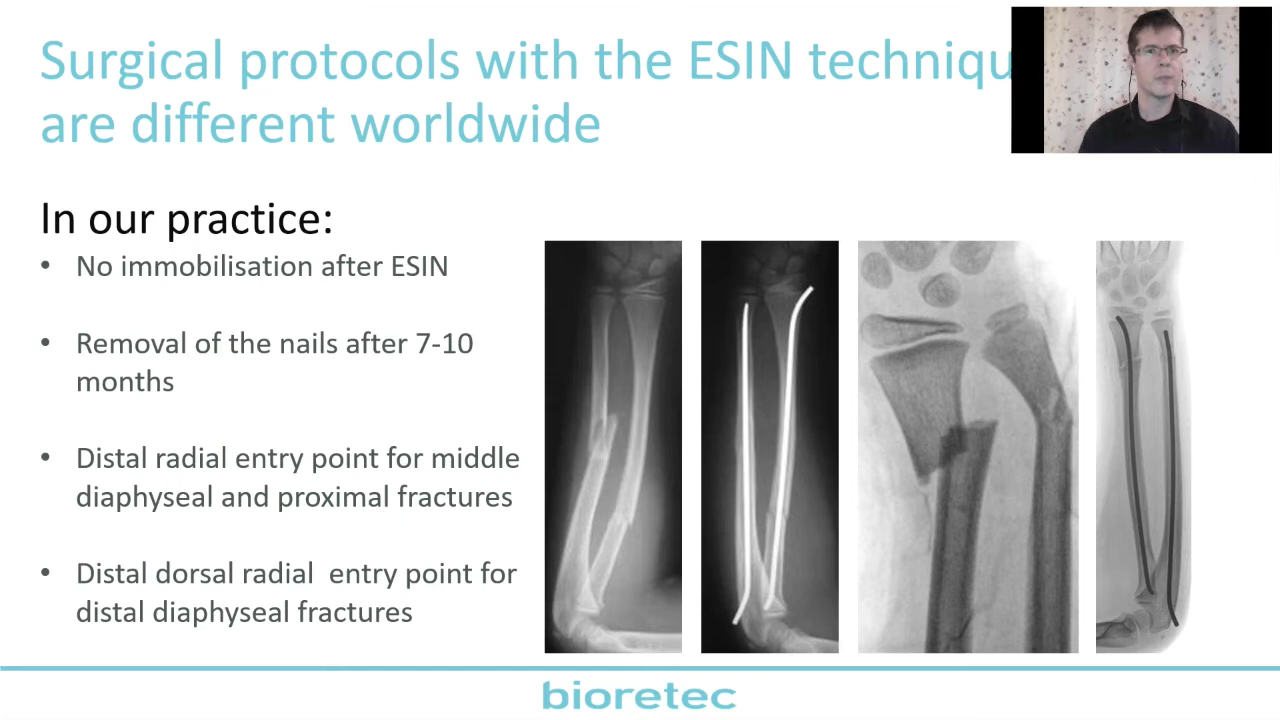 Surgical protocols with the ESIN techniqu
are different worldwide
In our practice:
• No immobilisation after ESIN
• Removal of the nails after 7-10
months
• Distal radial entry point for middle
diaphyseal and proximal fractures
• Distal dorsal radial  entry point for
distal diaphyseal fractures
bioretec